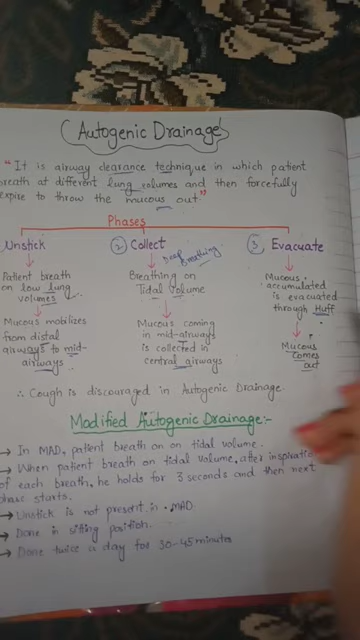 Autogenic Drainage
" It is airway clearance technique in which patient
breath at different lung volumes and then forcefully
expire to throw the mucous out"
Phases
Unstick
② Collect
③ Evacuate
Deep Breathing
Patient breath
on low lung
volumes
Mucous mobilizes
from distal
airways to mid-
airways
Breathing on
Tidal volume
Mucous coming
in mid-airways
is collected in
central airways
Mucous
accumulated
is evacuated
through Huff
Mucous
comes
out
∴ Cough is discouraged in Autogenic Drainage.
Modified Autogenic Drainage:-
→ In MAD, patient breath on on tidal volume.
→ When patient breath on tidal volume, after inspiratio
of each breath, he holds for 3 seconds and then next
phase starts.
→ Unstick is not present in MAD
→ Done in sitting position.
→ Done twice a day for 30-45 minutes